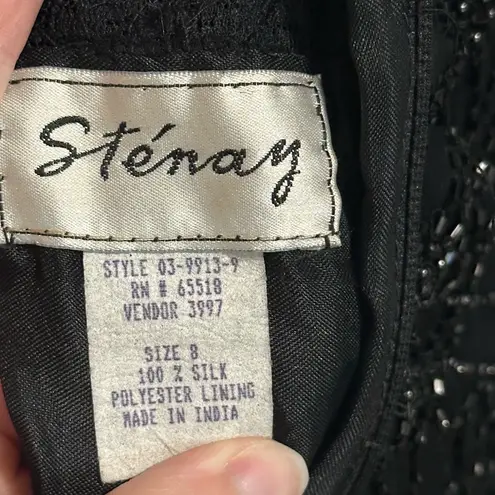 Sténay
STYLE 03-9913-9
RN # 65518
VENDOR 3997
SIZE 8
100 % SILK
POLYESTER LINING
MADE IN INDIA